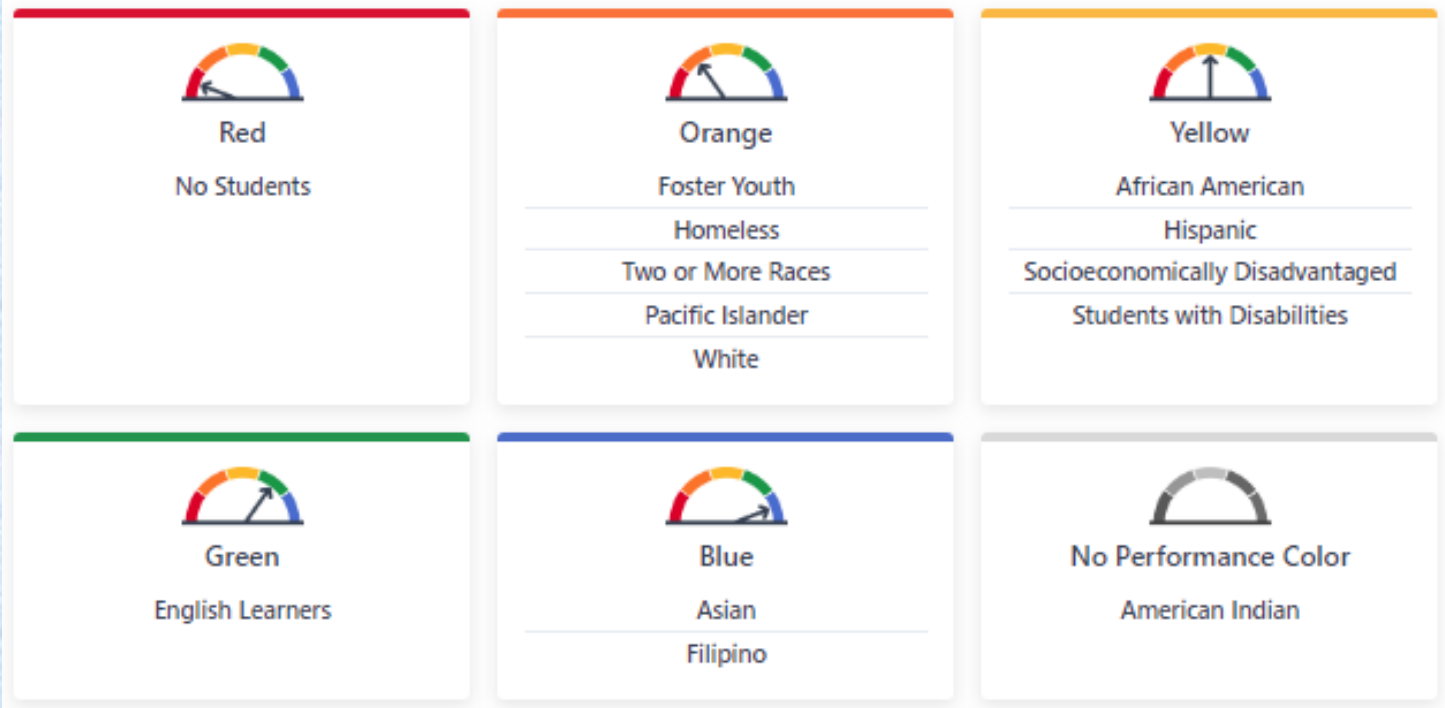 Red
No Students
Orange
Foster Youth
Homeless
Two or More Races
Pacific Islander
White
Yellow
African American
Hispanic
Socioeconomically Disadvantaged
Students with Disabilities
Green
English Learners
Blue
Asian
Filipino
No Performance Color
American Indian